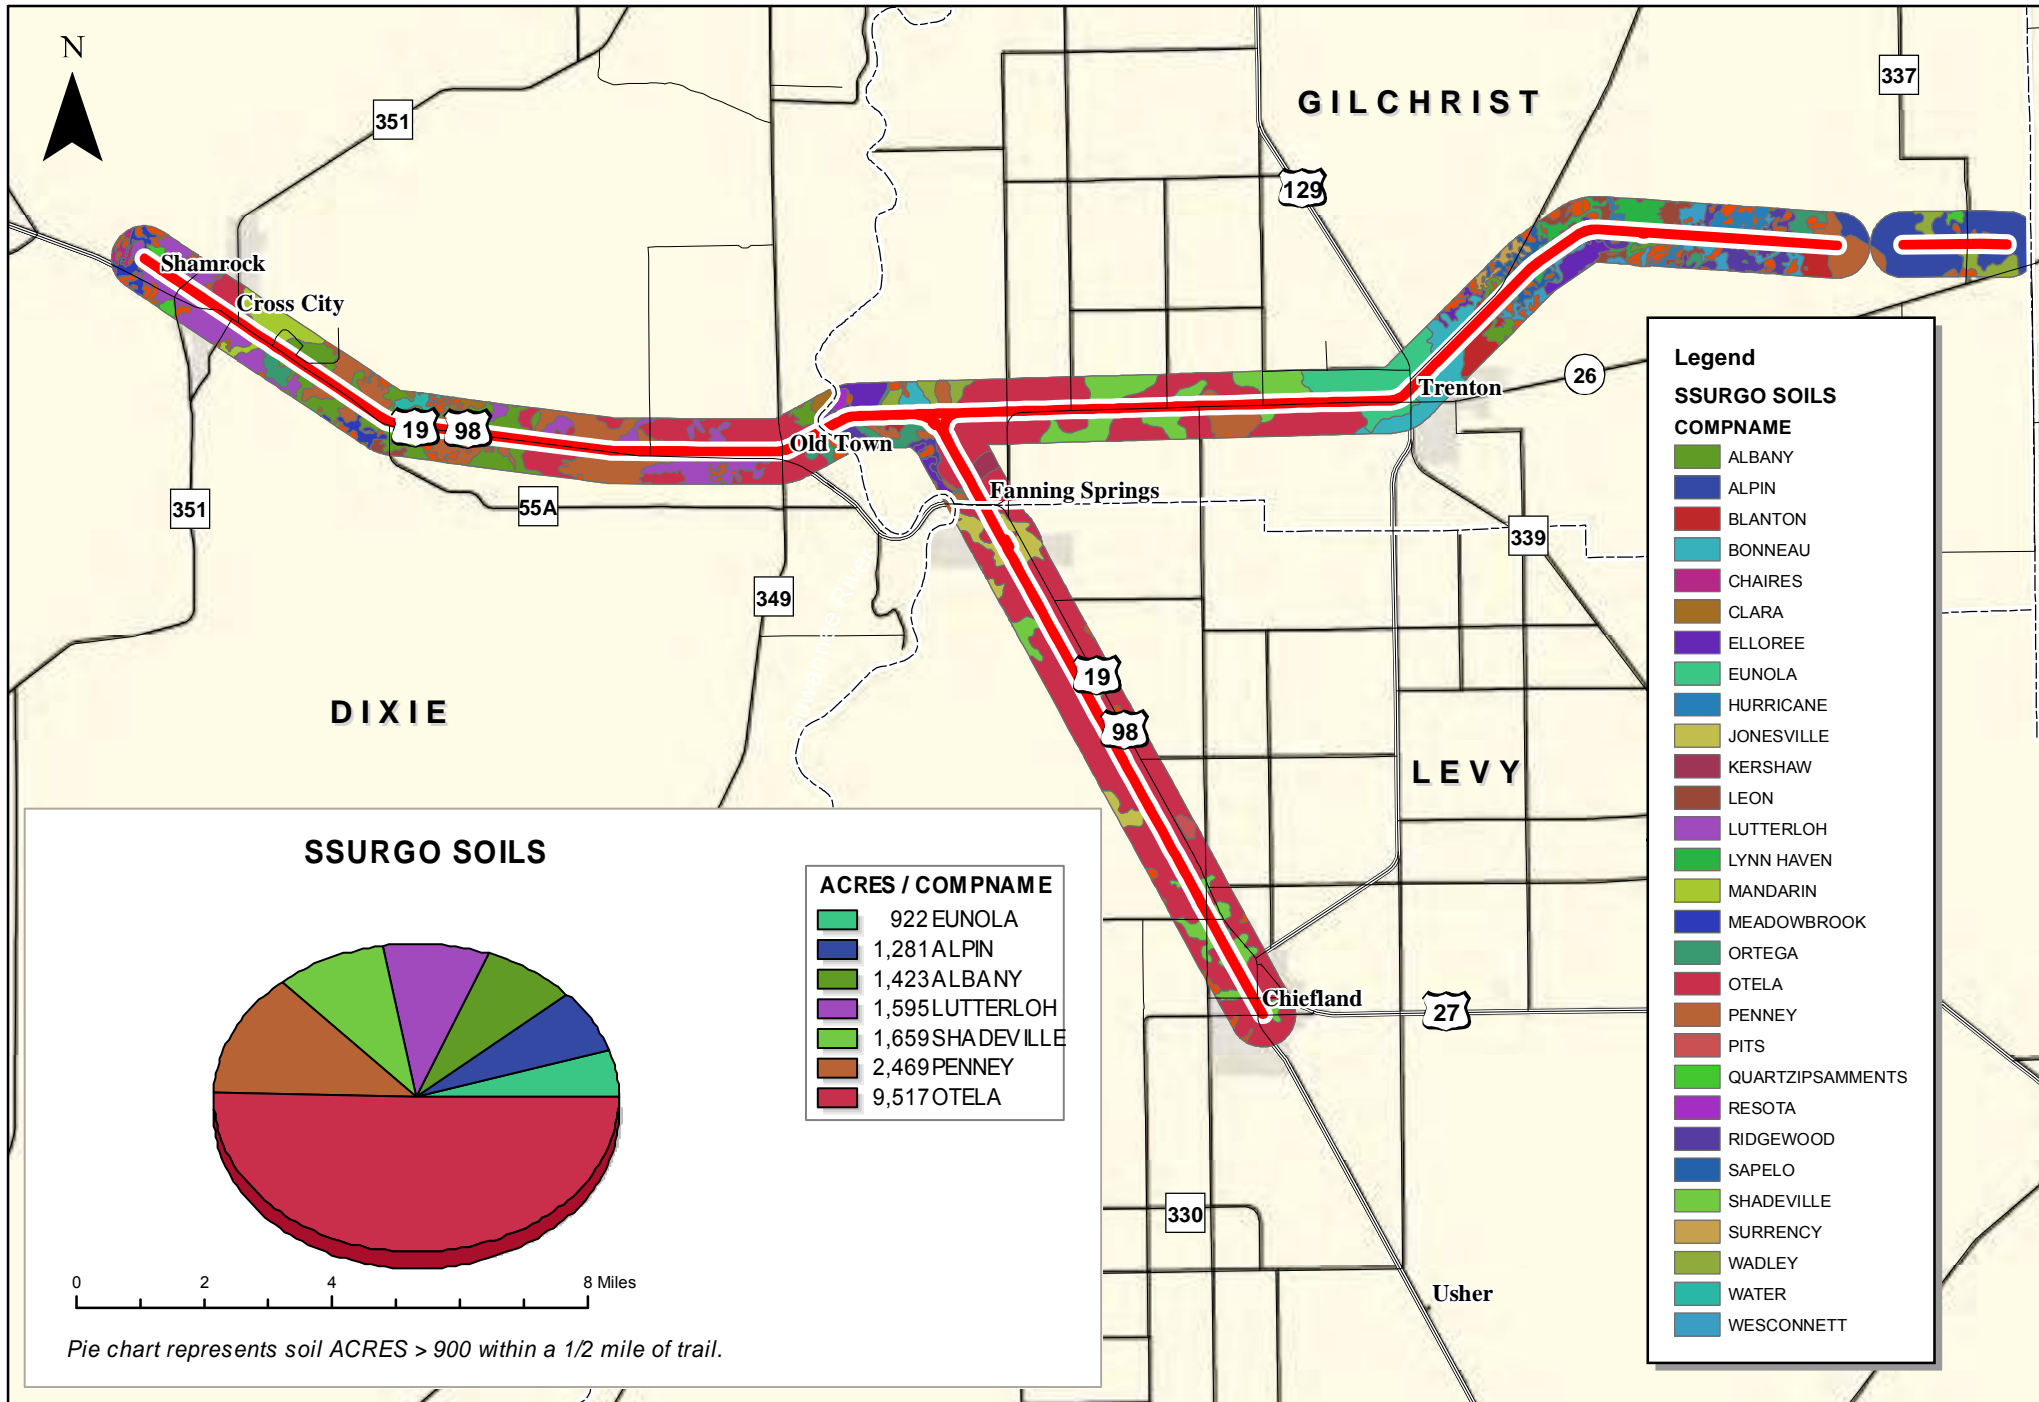 N
GILCHRIST
337
351
129
Shamrock
Cross City
Trenton
26
19
98
Old Town
Fanning Springs
351
55A
339
349
Suwannee River
19
DIXIE
98
LEVY
Chiefland
27
330
Usher
Legend
SSURGO SOILS
COMPNAME
ALBANY
ALPIN
BLANTON
BONNEAU
CHAIRES
CLARA
ELLOREE
EUNOLA
HURRICANE
JONESVILLE
KERSHAW
LEON
LUTTERLOH
LYNN HAVEN
MANDARIN
MEADOWBROOK
ORTEGA
OTELA
PENNEY
PITS
QUARTZIPSAMMENTS
RESOTA
RIDGEWOOD
SAPELO
SHADEVILLE
SURRENCY
WADLEY
WATER
WESCONNETT
SSURGO SOILS
ACRES / COMPNAME
922 EUNOLA
1,281 ALPIN
1,423 ALBANY
1,595 LUTTERLOH
1,659 SHADEVILLE
2,469 PENNEY
9,517 OTELA
0 2 4 8 Miles
Pie chart represents soil ACRES > 900 within a 1/2 mile of trail.